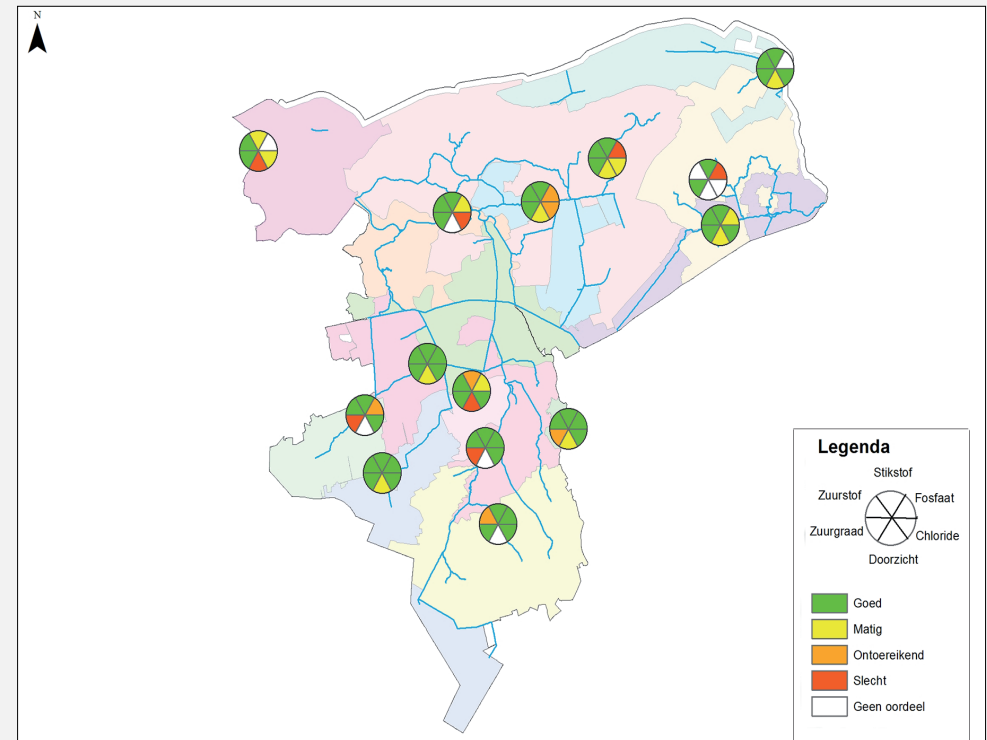 N
Legenda
Stikstof
Zuurstof
Fosfaat
Zuurgraad
Chloride
Doorzicht
Goed
Matig
Ontoereikend
Slecht
Geen oordeel